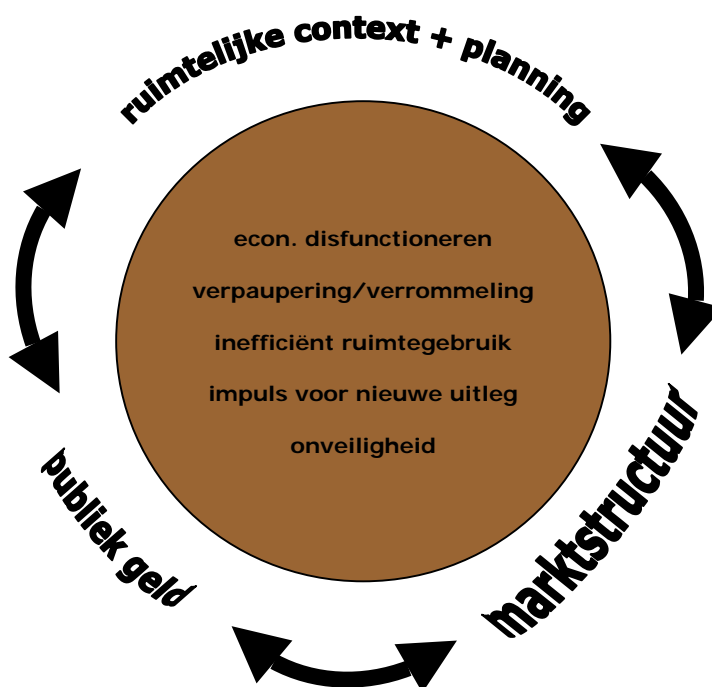 ruimtelijke context + planning
econ. disfunctioneren
verpaupering/verrommeling
inefficiënt ruimtegebruik
impuls voor nieuwe uitleg
onveiligheid
publiek geld
marktstructuur